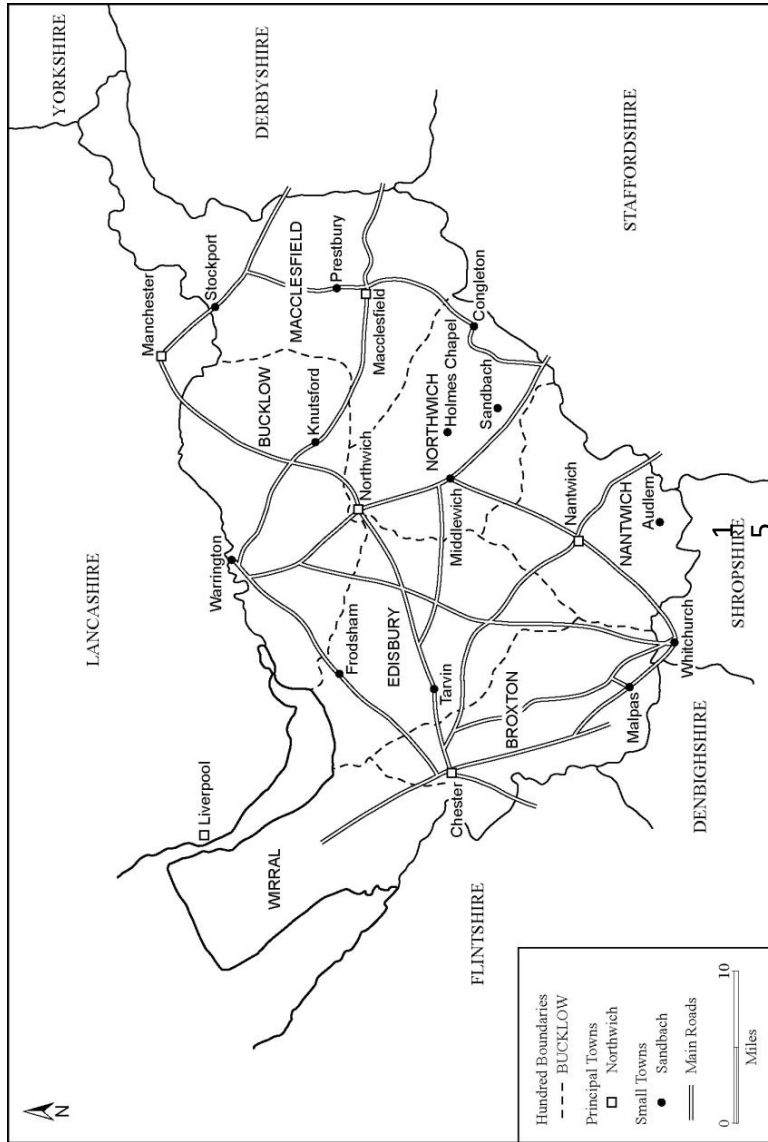 N
YORKSHIRE
LANCASHIRE
DERBYSHIRE
Manchester
Stockport
Liverpool
Warrington
MACCLESFIELD
BUCKLOW
Prestbury
Knutsford
Macclesfield
WIRRAL
Frodsham
Northwich
EDISBURY
NORTHWICH
Holmes Chapel
Congleton
Tarvin
Chester
Middlewich
Sandbach
FLINTSHIRE
BROXTON
Nantwich
STAFFORDSHIRE
NANTWICH
Malpas
Audlem
Whitchurch
DENBIGHSHIRE
SHROPSHIRE
Hundred Boundaries
BUCKLOW
Principal Towns
Northwich
Small Towns
Sandbach
Main Roads
0 10
Miles
1
5